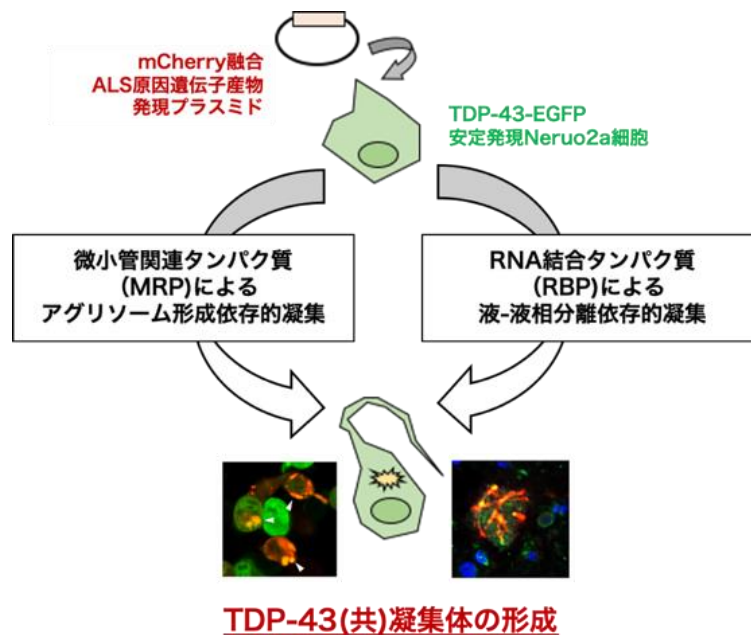 mCherry融合
ALS原因遺伝子産物
発現プラスミド
TDP-43-EGFP
安定発現Neruo2a細胞
微小管関連タンパク質
（MRP)による
アグリソーム形成依存的凝集
RNA結合タンパク質
（RBP)による
液-液相分離依存的凝集
TDP-43(共)凝集体の形成